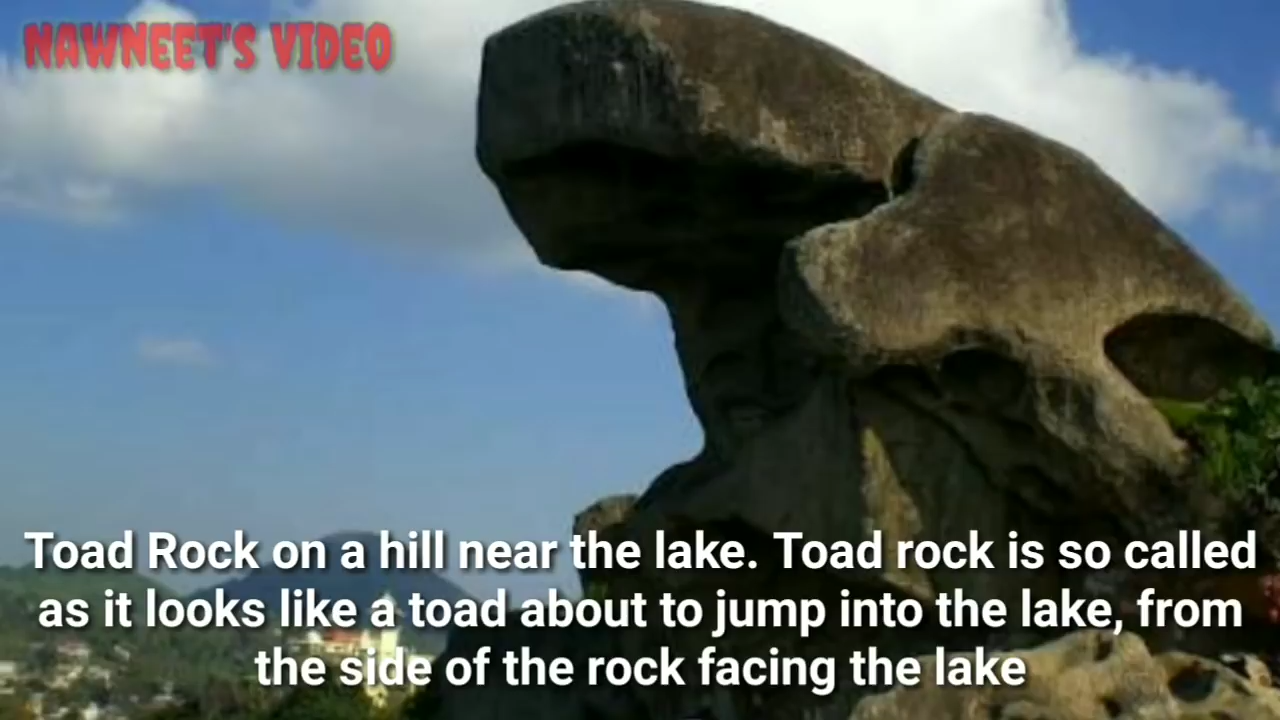 NAWNEET'S VIDEO
Toad Rock on a hill near the lake. Toad rock is so called
as it looks like a toad about to jump into the lake, from
the side of the rock facing the lake